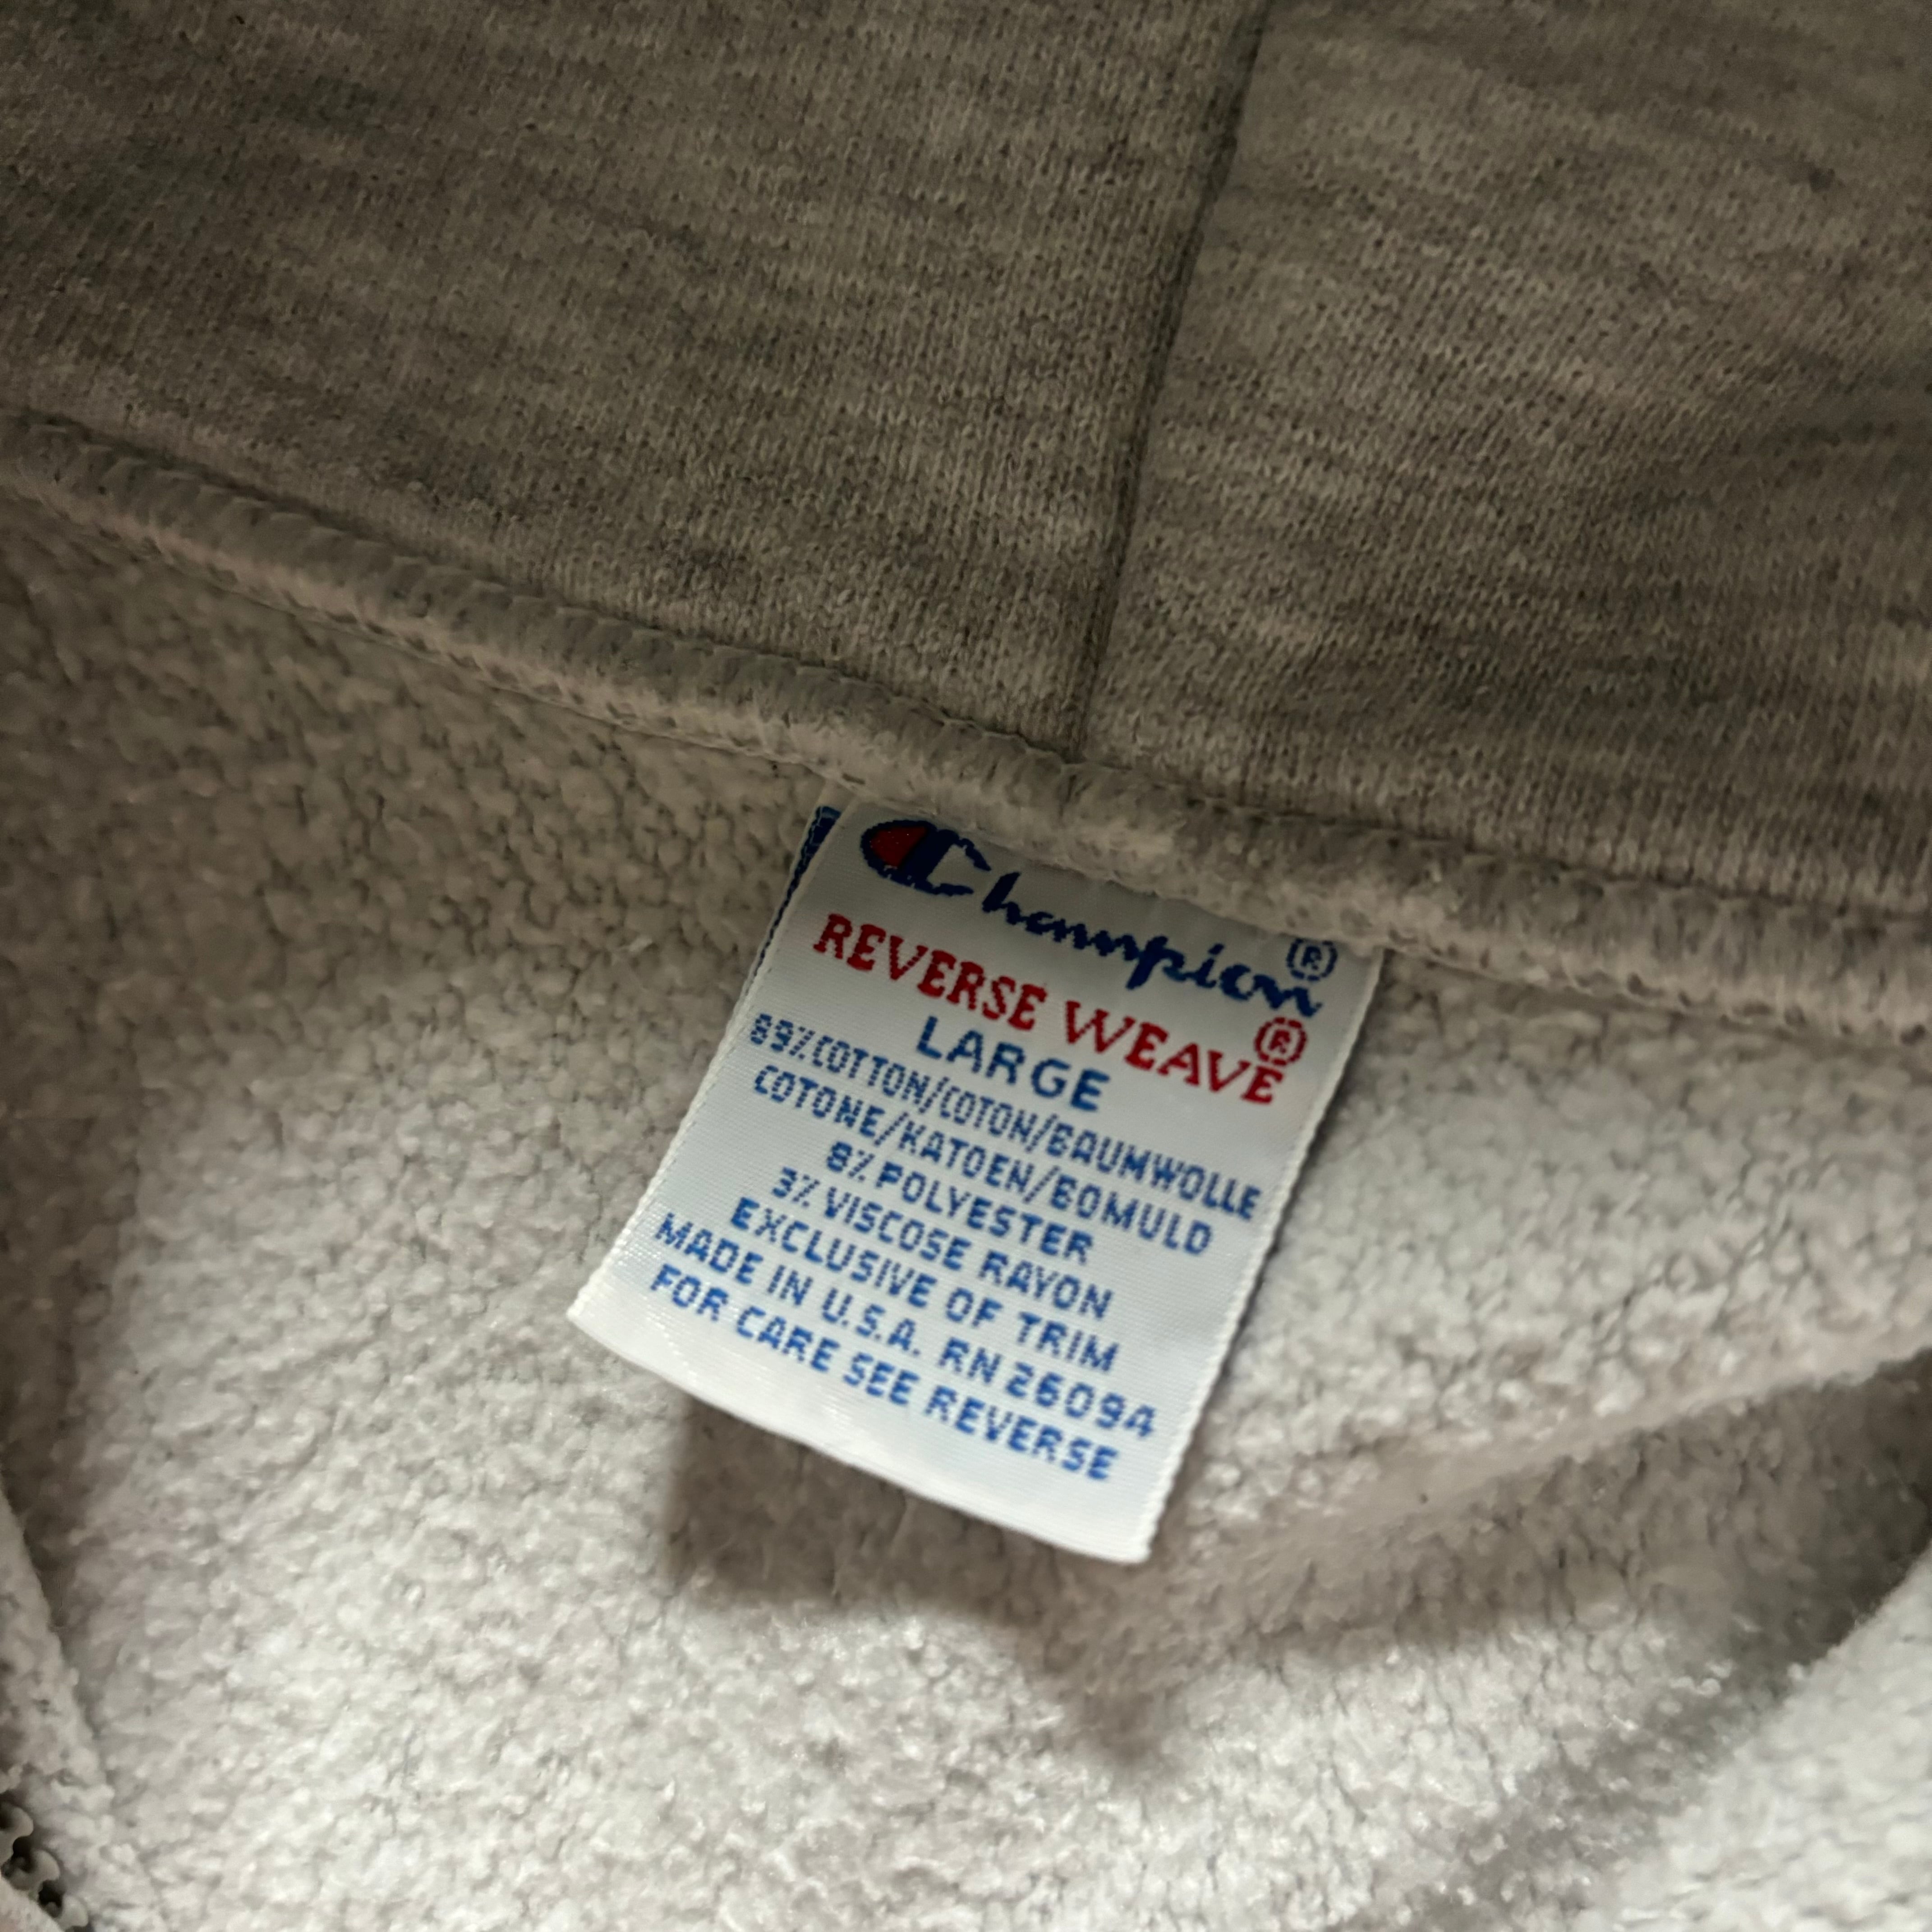 Champion®
REVERSE WEAVE®
LARGE
89% COTTON/COTON/BAUMWOLLE
COTONE/KATOEN/BOMULD
8% POLYESTER
3% VISCOSE RAYON
EXCLUSIVE OF TRIM
MADE IN U.S.A. RN 26094
FOR CARE SEE REVERSE